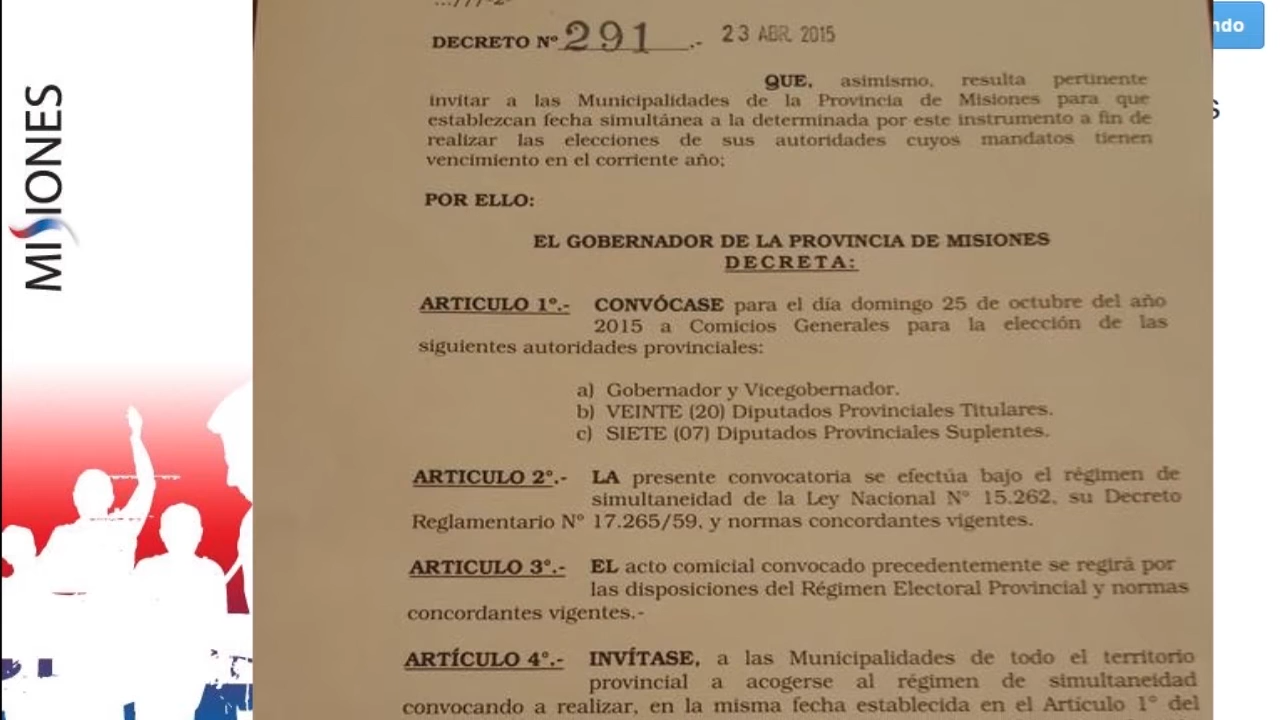 ...///-2-
DECRETO Nº 291 .- 23 ABR. 2015
QUE, asimismo, resulta pertinente
invitar a las Municipalidades de la Provincia de Misiones para que
establezcan fecha simultánea a la determinada por este instrumento a fin de
realizar las elecciones de sus autoridades cuyos mandatos tienen
vencimiento en el corriente año;
POR ELLO:
EL GOBERNADOR DE LA PROVINCIA DE MISIONES
DECRETA:
ARTICULO 1º.- CONVÓCASE para el día domingo 25 de octubre del año
2015 a Comicios Generales para la elección de las
siguientes autoridades provinciales:
a) Gobernador y Vicegobernador.
b) VEINTE (20) Diputados Provinciales Titulares.
c) SIETE (07) Diputados Provinciales Suplentes.
ARTICULO 2º.- LA presente convocatoria se efectúa bajo el régimen de
simultaneidad de la Ley Nacional Nº 15.262, su Decreto
Reglamentario Nº 17.265/59, y normas concordantes vigentes.
ARTICULO 3º.- EL acto comicial convocado precedentemente se regirá por
las disposiciones del Régimen Electoral Provincial y normas
concordantes vigentes.-
ARTÍCULO 4º.- INVÍTASE, a las Municipalidades de todo el territorio
provincial a acogerse al régimen de simultaneidad
convocando a realizar, en la misma fecha establecida en el Artículo 1º del
MISIONES
ndo
s